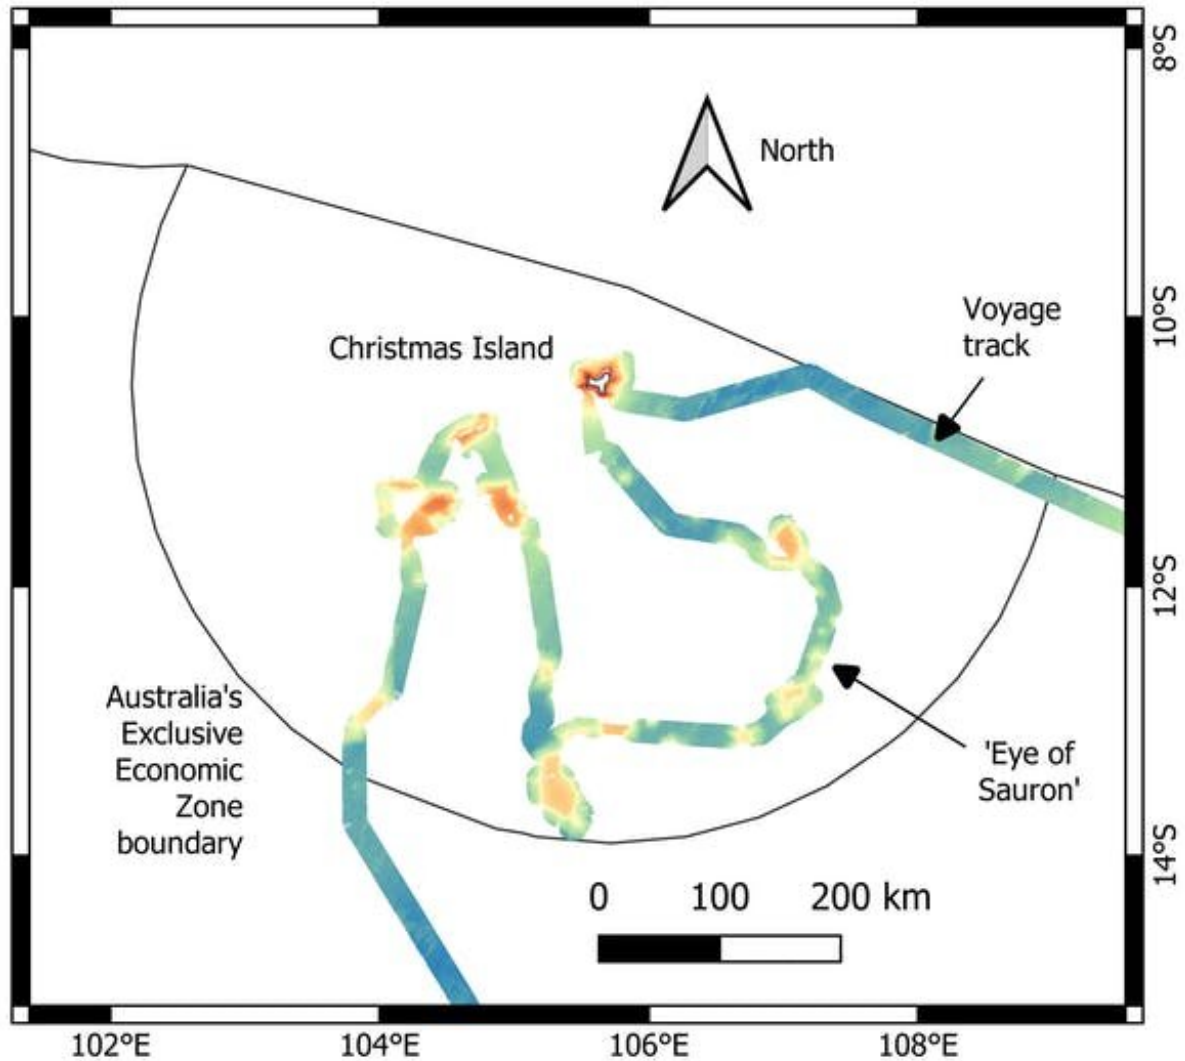 8°S
North
10°S
Voyage
track
Christmas Island
12°S
Australia's
Exclusive
Economic
Zone
boundary
'Eye of
Sauron'
14°S
0 100 200 km
102°E 104°E 106°E 108°E